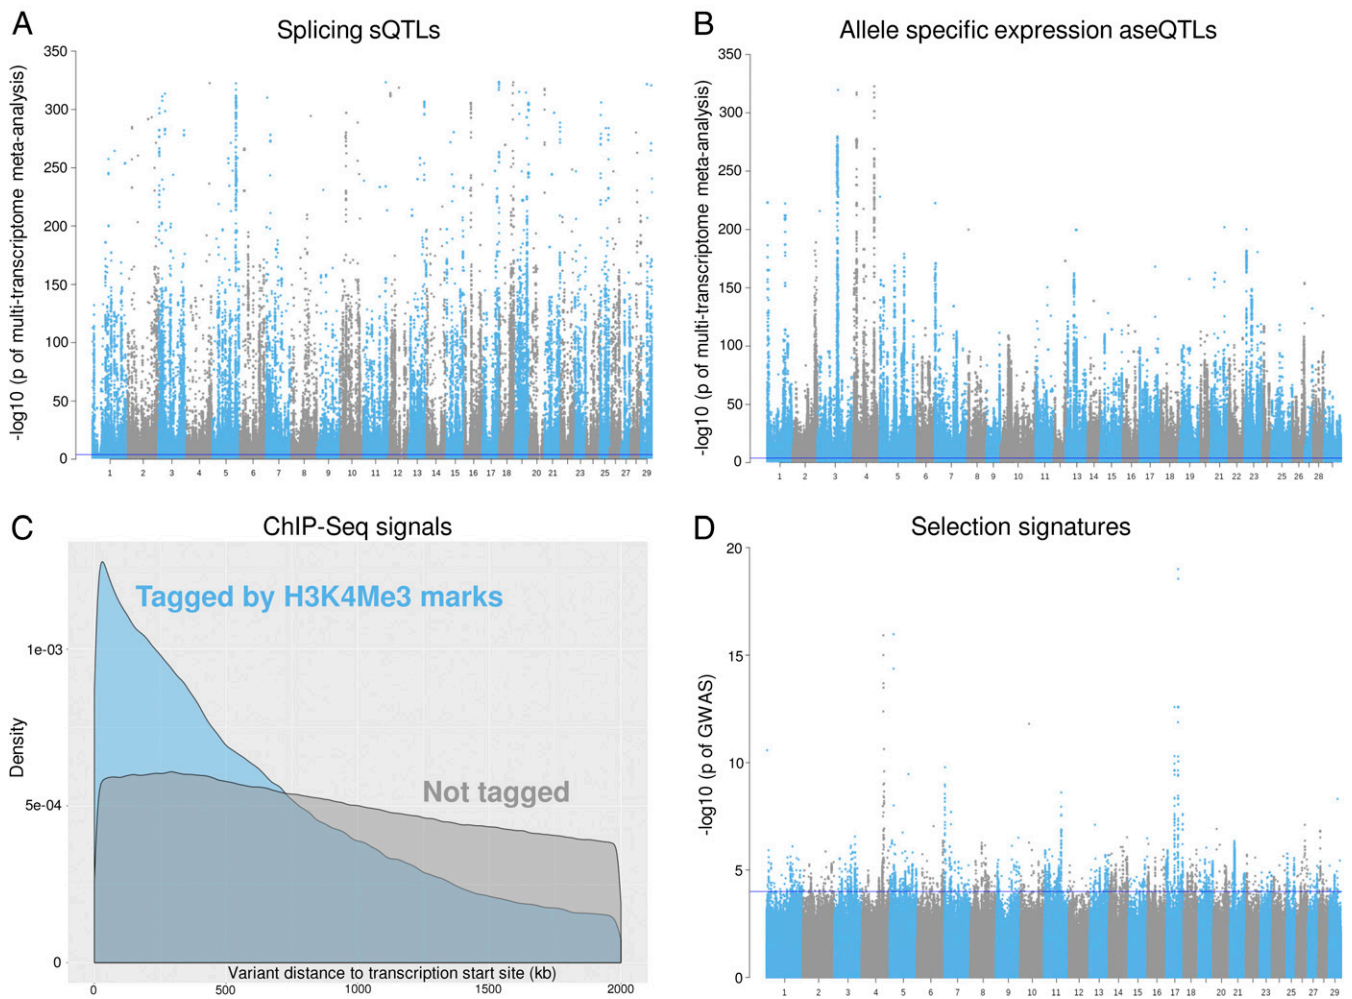 A
Splicing sQTLs
-log10 (p of multi-transcriptome meta-analysis)
350
300
250
200
150
100
50
0
1 2 3 4 5 6 7 8 9 10 11 12 13 14 15 16 17 18 19 20 21 23 25 27 29
B
Allele specific expression aseQTLs
-log10 (p of multi-transcriptome meta-analysis)
350
300
250
200
150
100
50
0
1 2 3 4 5 6 7 8 9 10 11 13 14 15 16 17 18 19 20 21 22 23 25 26 28
C
ChIP-Seq signals
Tagged by H3K4Me3 marks
Not tagged
Density
1e-03
5e-04
0
Variant distance to transcription start site (kb)
0 500 1000 1500 2000
D
Selection signatures
-log10 (p of GWAS)
20
15
10
5
0
1 2 3 4 5 6 7 8 9 10 11 12 13 14 15 16 17 18 19 20 21 23 25 27 29